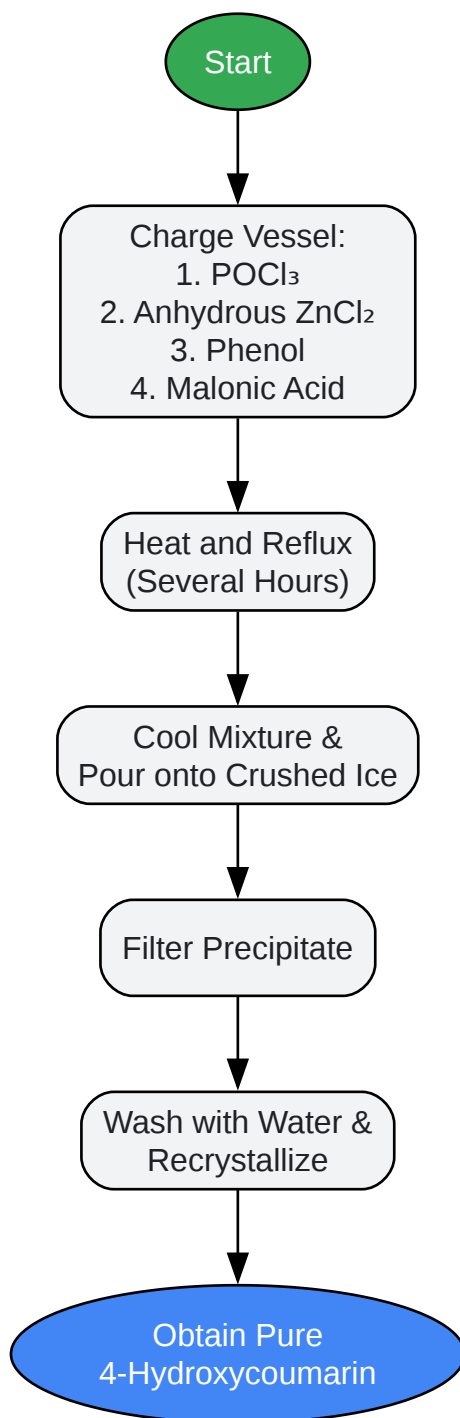 Start
Charge Vessel:
1. POCl₃
2. Anhydrous ZnCl₂
3. Phenol
4. Malonic Acid
Heat and Reflux
(Several Hours)
Cool Mixture &
Pour onto Crushed Ice
Filter Precipitate
Wash with Water &
Recrystallize
Obtain Pure
4-Hydroxycoumarin